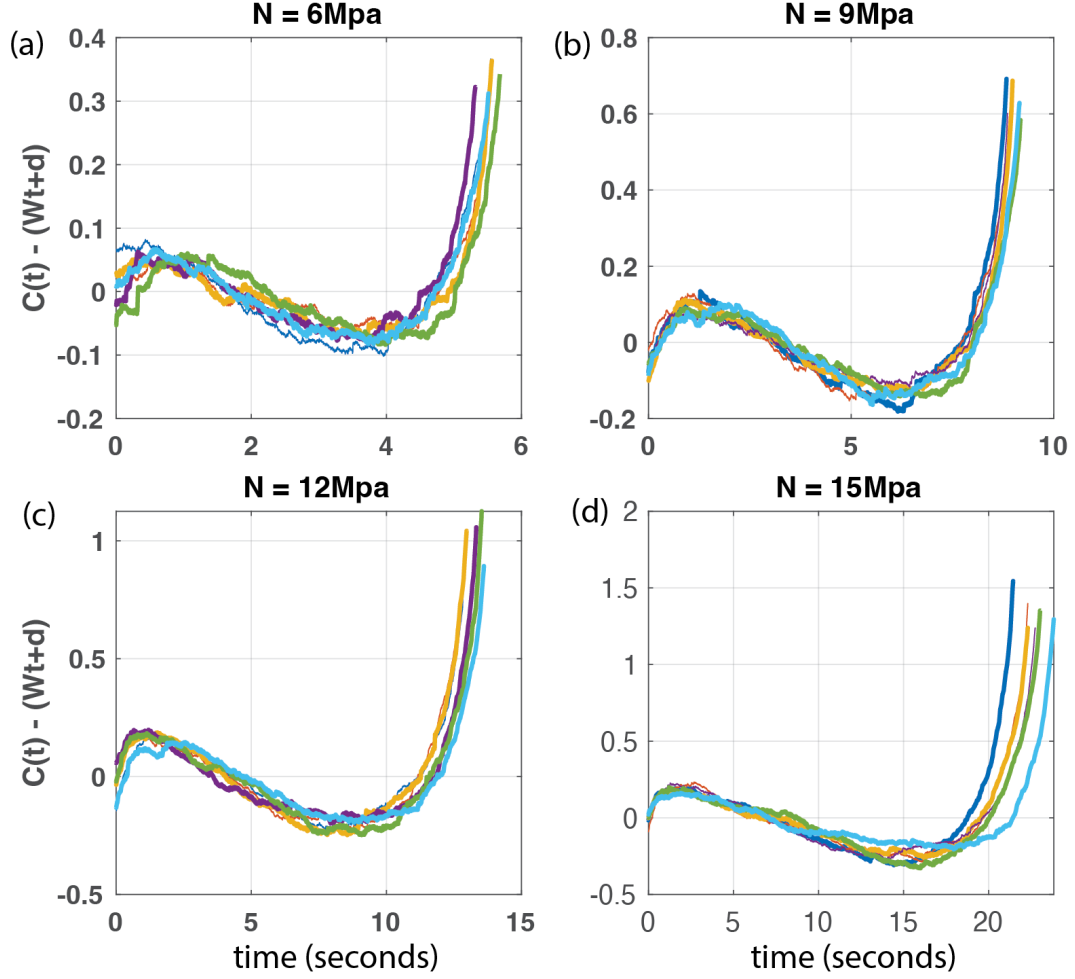 N = 6Mpa
(a)
0.4
0.3
0.2
0.1
0
-0.1
-0.2
C(t) - (Wt+d)
0 2 4 6
N = 9Mpa
(b)
0.8
0.6
0.4
0.2
0
-0.2
0 5 10
N = 12Mpa
(c)
1
0.5
0
-0.5
C(t) - (Wt+d)
0 5 10 15
time (seconds)
N = 15Mpa
(d)
2
1.5
1
0.5
0
-0.5
0 5 10 15 20
time (seconds)